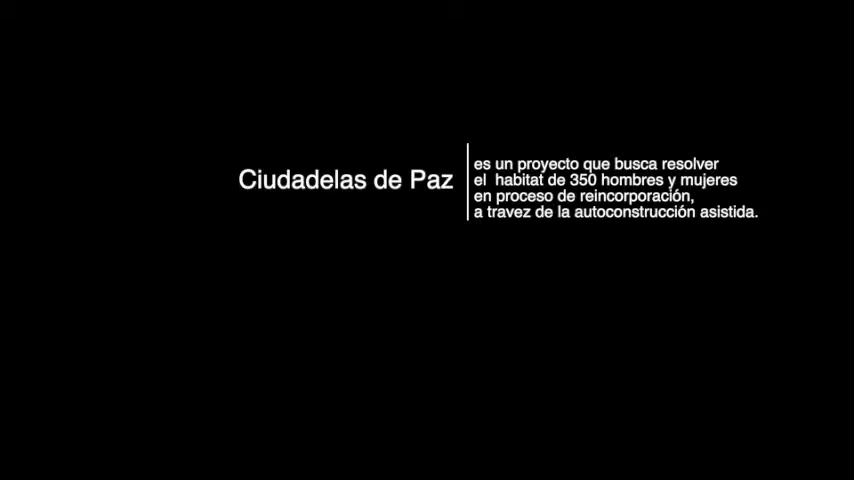 Ciudadelas de Paz
es un proyecto que busca resolver
el  habitat de 350 hombres y mujeres
en proceso de reincorporación,
a travez de la autoconstrucción asistida.